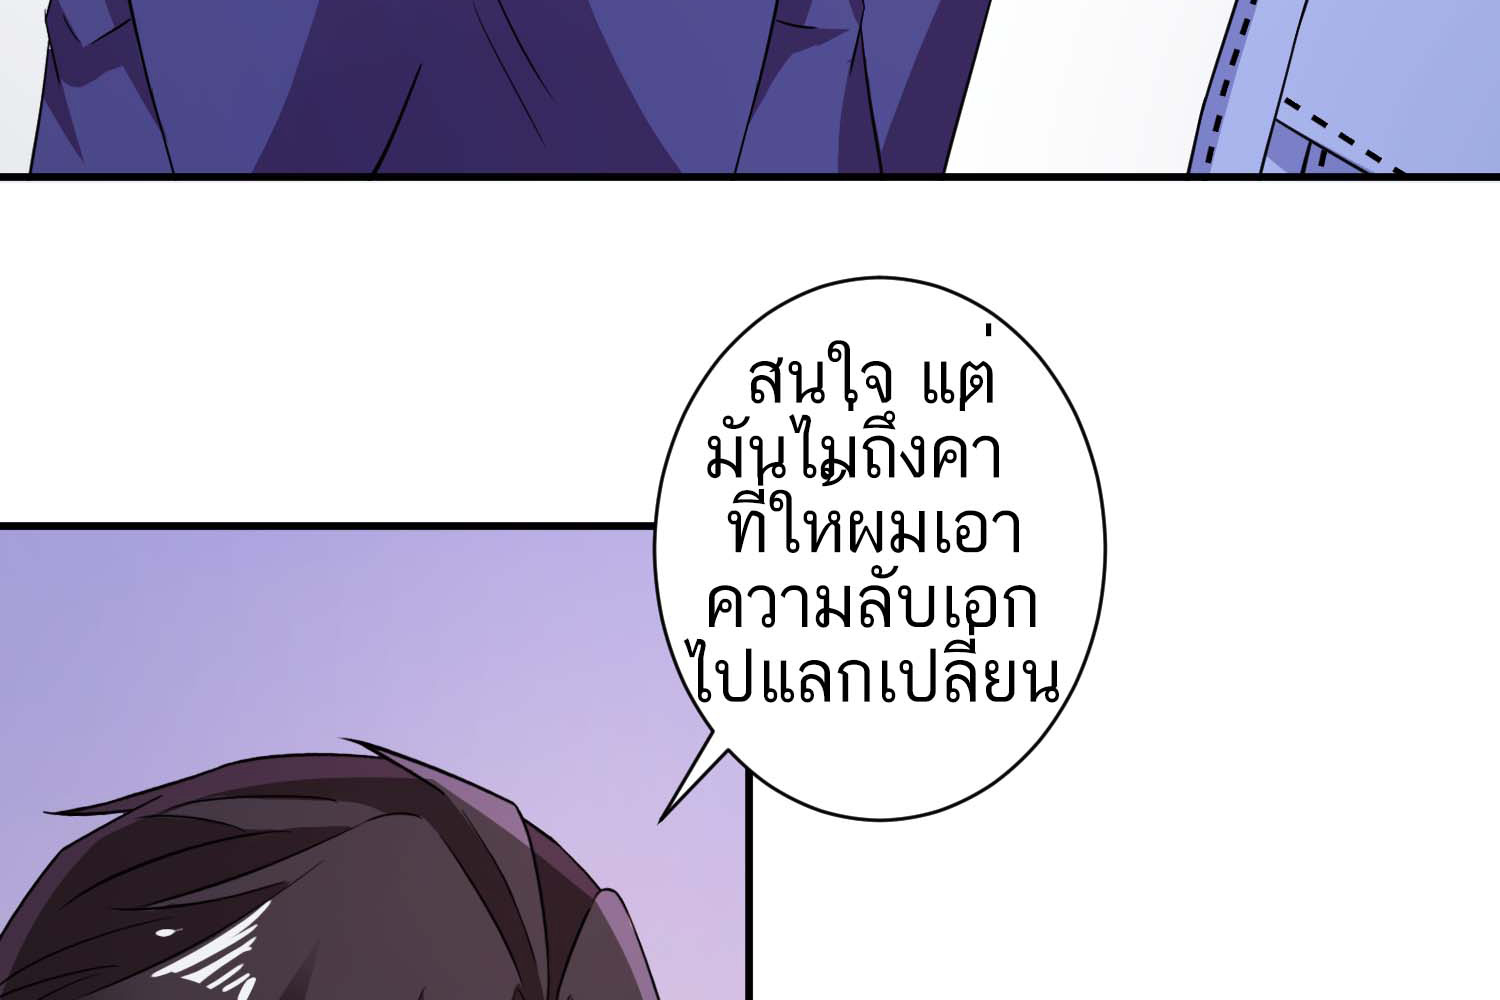 สนใจ แต่
มันไม่ถึงคา
ที่ให้ผมเอา
ความลับเอก
ไปแลกเปลี่ยน